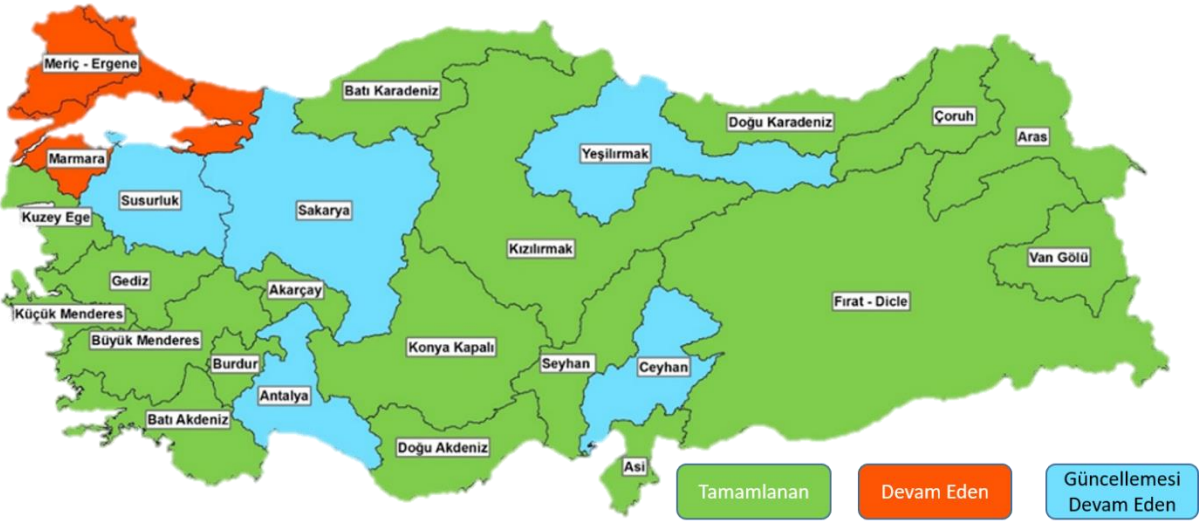 Meriç - Ergene
Batı Karadeniz
Doğu Karadeniz
Çoruh
Aras
Marmara
Yeşilırmak
Susurluk
Sakarya
Kuzey Ege
Kızılırmak
Van Gölü
Gediz
Akarçay
Fırat - Dicle
Küçük Menderes
Büyük Menderes
Konya Kapalı
Burdur
Seyhan
Ceyhan
Antalya
Batı Akdeniz
Doğu Akdeniz
Asi
Tamamlanan
Devam Eden
Güncellemesi
Devam Eden